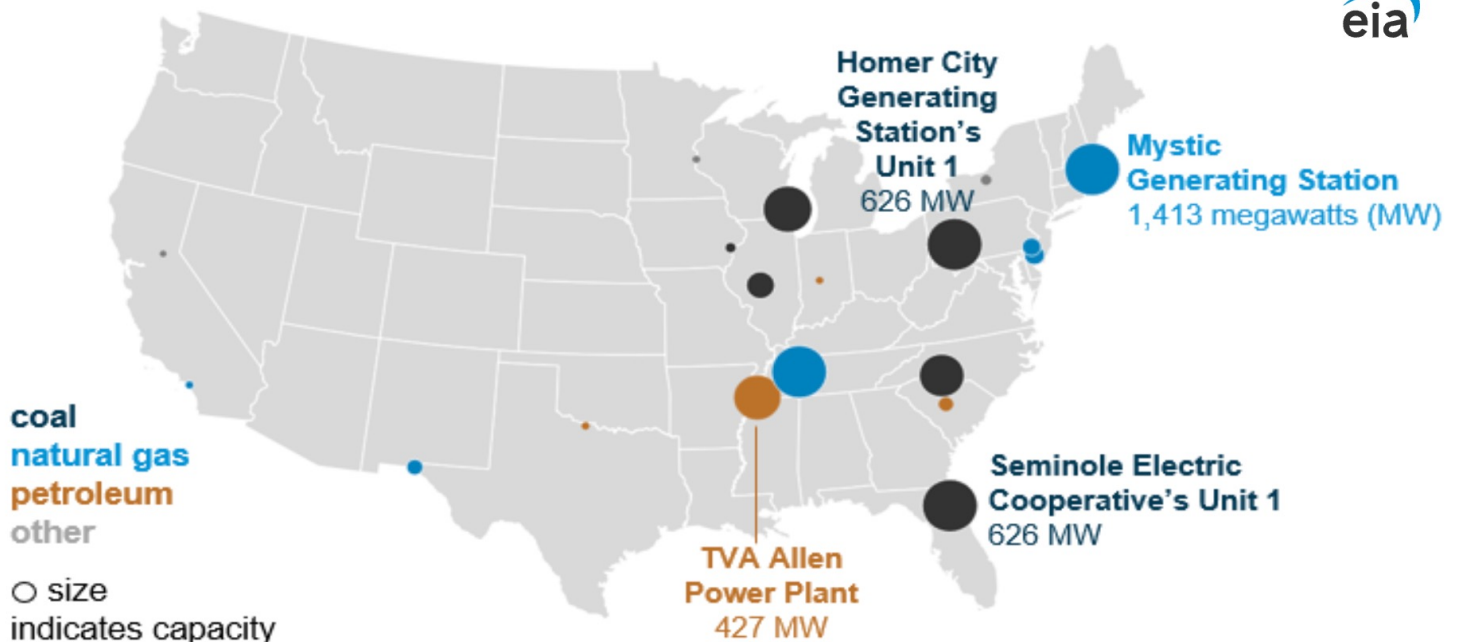 eia
Homer City
Generating
Station's
Unit 1
626 MW
Mystic
Generating Station
1,413 megawatts (MW)
coal
natural gas
petroleum
other
size
indicates capacity
TVA Allen
Power Plant
427 MW
Seminole Electric
Cooperative's Unit 1
626 MW